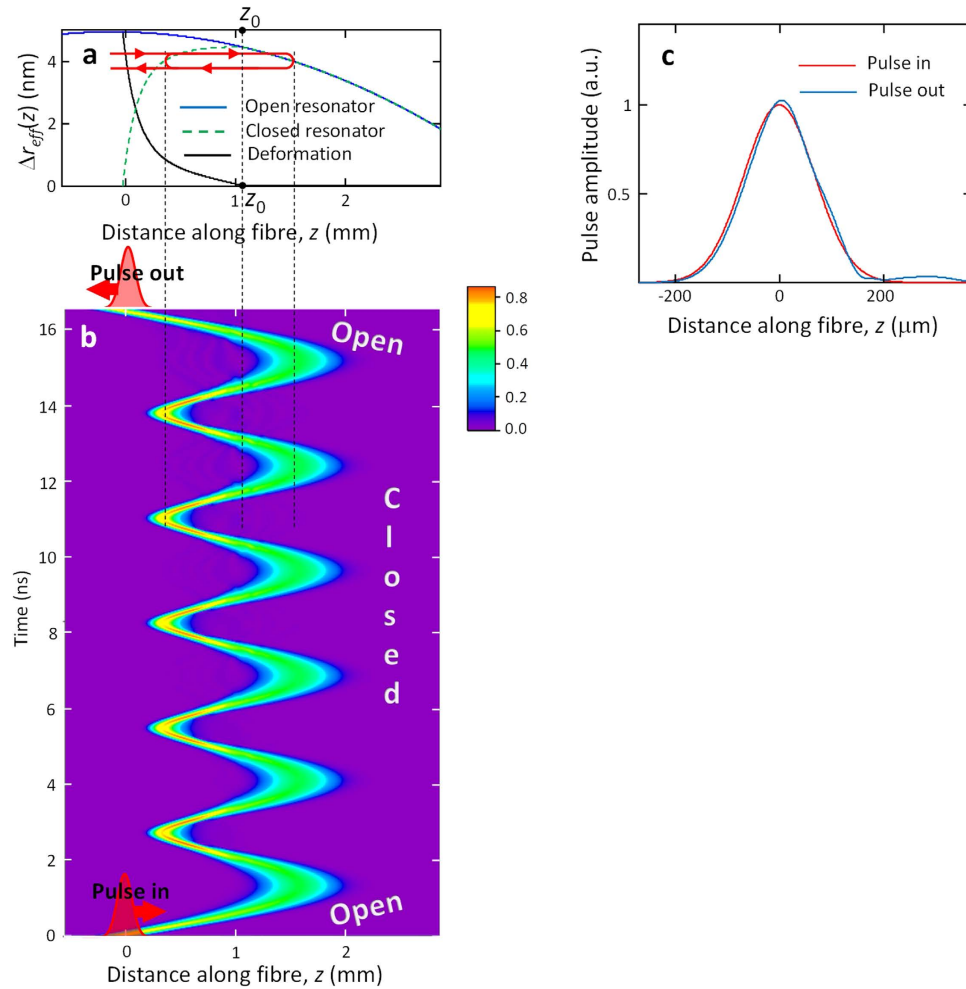 z0
a
Δreff(z) (nm)
4
2
0
Open resonator
Closed resonator
Deformation
z0
0
1
2
Distance along fibre, z (mm)
c
Pulse amplitude (a.u.)
1
0.5
Pulse in
Pulse out
-200
0
200
Distance along fibre, z (μm)
Pulse out
b
Open
16
14
12
10
8
6
4
2
0
Time (ns)
Closed
0.8
0.6
0.4
0.2
0.0
Pulse in
Open
0
1
2
Distance along fibre, z (mm)